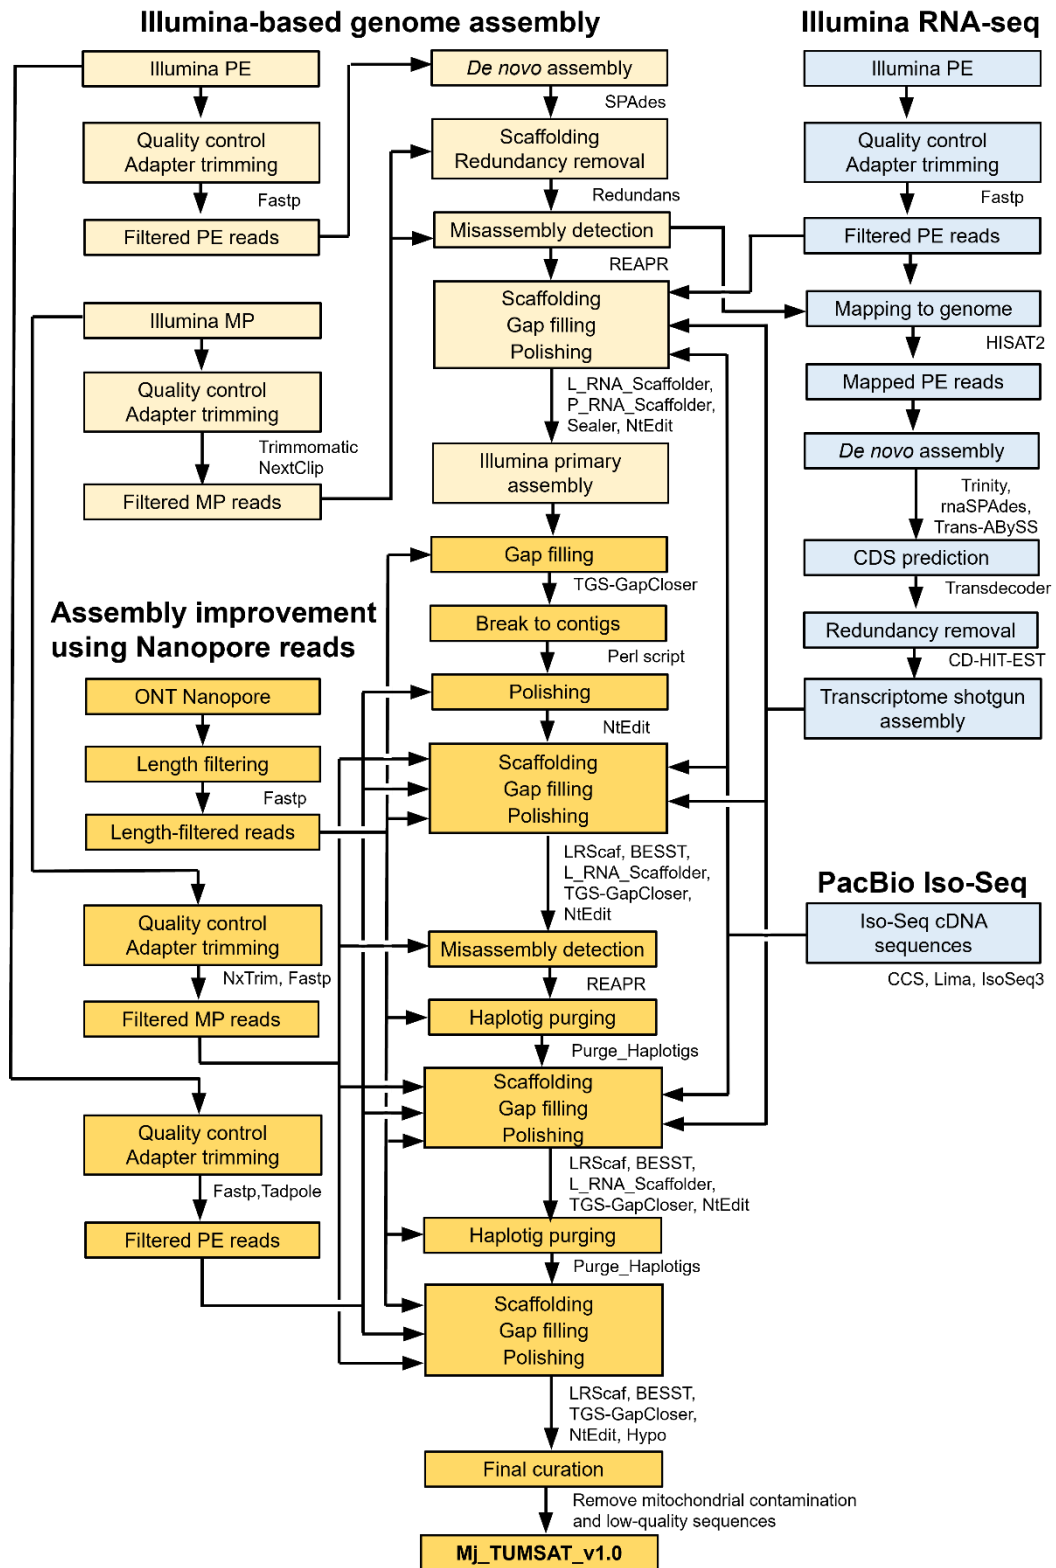 Illumina-based genome assembly
Illumina PE
Quality control
Adapter trimming
Fastp
Filtered PE reads
Illumina MP
Quality control
Adapter trimming
Trimmomatic
NextClip
Filtered MP reads
De novo assembly
SPAdes
Scaffolding
Redundancy removal
Redundans
Misassembly detection
REAPR
Scaffolding
Gap filling
Polishing
L_RNA_Scaffolder,
P_RNA_Scaffolder,
Sealer, NtEdit
Illumina primary
assembly
Gap filling
TGS-GapCloser
Break to contigs
Perl script
Polishing
NtEdit
Scaffolding
Gap filling
Polishing
LRScaf, BESST,
L_RNA_Scaffolder,
TGS-GapCloser,
NtEdit
Misassembly detection
REAPR
Haplotig purging
Purge_Haplotigs
Scaffolding
Gap filling
Polishing
LRScaf, BESST,
L_RNA_Scaffolder,
TGS-GapCloser, NtEdit
Haplotig purging
Purge_Haplotigs
Scaffolding
Gap filling
Polishing
LRScaf, BESST,
TGS-GapCloser,
NtEdit, Hypo
Final curation
Remove mitochondrial contamination
and low-quality sequences
Mj_TUMSAT_v1.0
Assembly improvement
using Nanopore reads
ONT Nanopore
Length filtering
Fastp
Length-filtered reads
Quality control
Adapter trimming
NxTrim, Fastp
Filtered MP reads
Quality control
Adapter trimming
Fastp,Tadpole
Filtered PE reads
Illumina RNA-seq
Illumina PE
Quality control
Adapter trimming
Fastp
Filtered PE reads
Mapping to genome
HISAT2
Mapped PE reads
De novo assembly
Trinity,
rnaSPAdes,
Trans-ABySS
CDS prediction
Transdecoder
Redundancy removal
CD-HIT-EST
Transcriptome shotgun
assembly
PacBio Iso-Seq
Iso-Seq cDNA
sequences
CCS, Lima, IsoSeq3